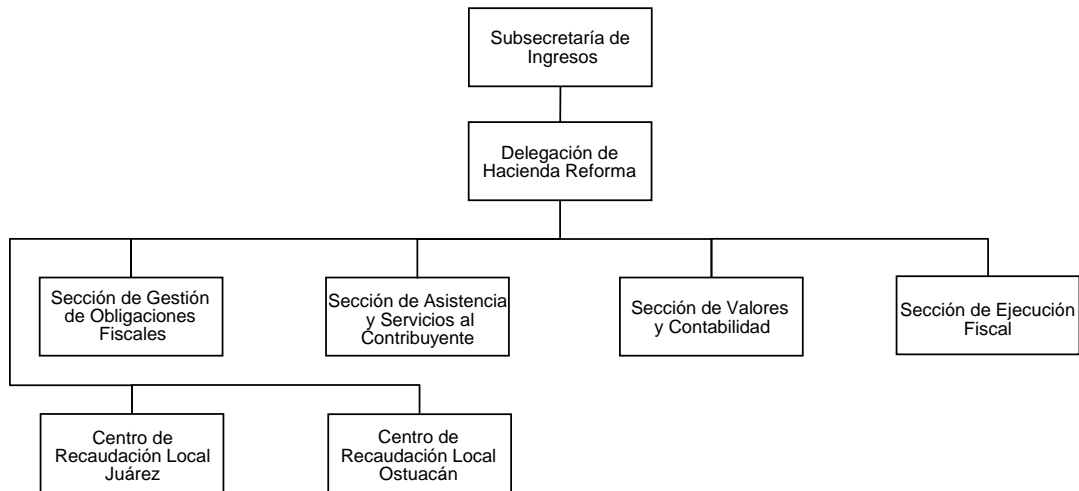 Subsecretaría de
Ingresos
Delegación de
Hacienda Reforma
Sección de Gestión
de Obligaciones
Fiscales
Sección de Asistencia
y Servicios al
Contribuyente
Sección de Valores
y Contabilidad
Sección de Ejecución
Fiscal
Centro de
Recaudación Local
Juárez
Centro de
Recaudación Local
Ostuacán